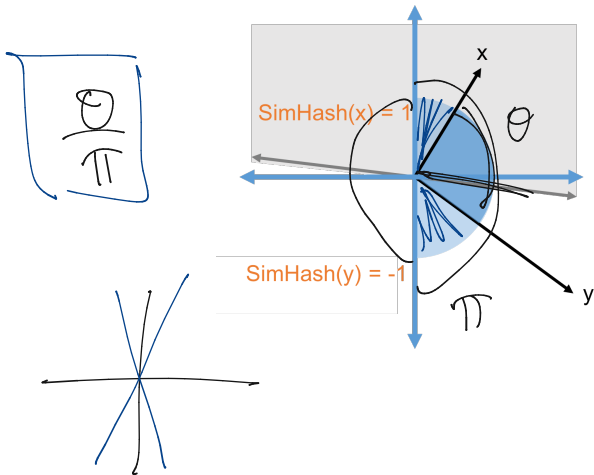 x
SimHash(x) = 1
θ
θ
π
SimHash(y) = -1
y
π